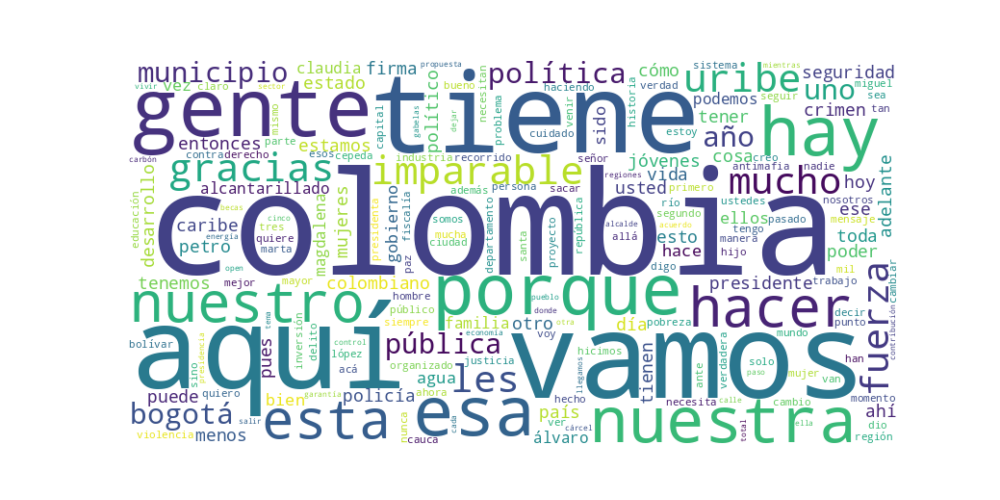 vivir claro sector claudia firma propuesta político necesitan sistema mientras
municipio vez estado bueno política haciendo cómo verdad uribe uno seguridad miguel
gente tiene capital gabelas dejar problema venir sido historia podemos seguir sea
mismo cuidado estoy año tener hay crimen tan
entonces parte estamos
carbón contra derecho esos cepeda industria recorrido señor jóvenes cosa creo antimafia nadie
gracias imparable regiones vida mucho hoy nosotros
educación desarrollo alcantarillado mujeres además persona sacar usted primero ustedes ese adelante
becas magdalena presidenta gobierno somos departamento río segundo ellos mensaje pasado
caribe cinco tres fiscalía mucha santa proyecto república alcalde acuerdo tengo toda
energía petro quiere marta paz ciudad allá esto hace digo manera hijo poder
colombia
open mejor mayor colombiano porque presidente mil trabajo cambiar
tenemos hombre pueblo donde otra hacer decir fuerza contribución
nuestro público siempre familia otro día pobreza mundo punto
aquí tema control economía voy vamos
bolívar pues inversión delito lópez pública justicia hicimos verdadera solo han
sino presidencia acá organizado llegamos tienen ante mujer cambio van momento
puede quiero garantía policía agua ahora les hecho país necesita paso calle ahí
bogotá bien esta esa ver nuestra ella dio
menos salir nunca cada cárcel álvaro total región
violencia cauca